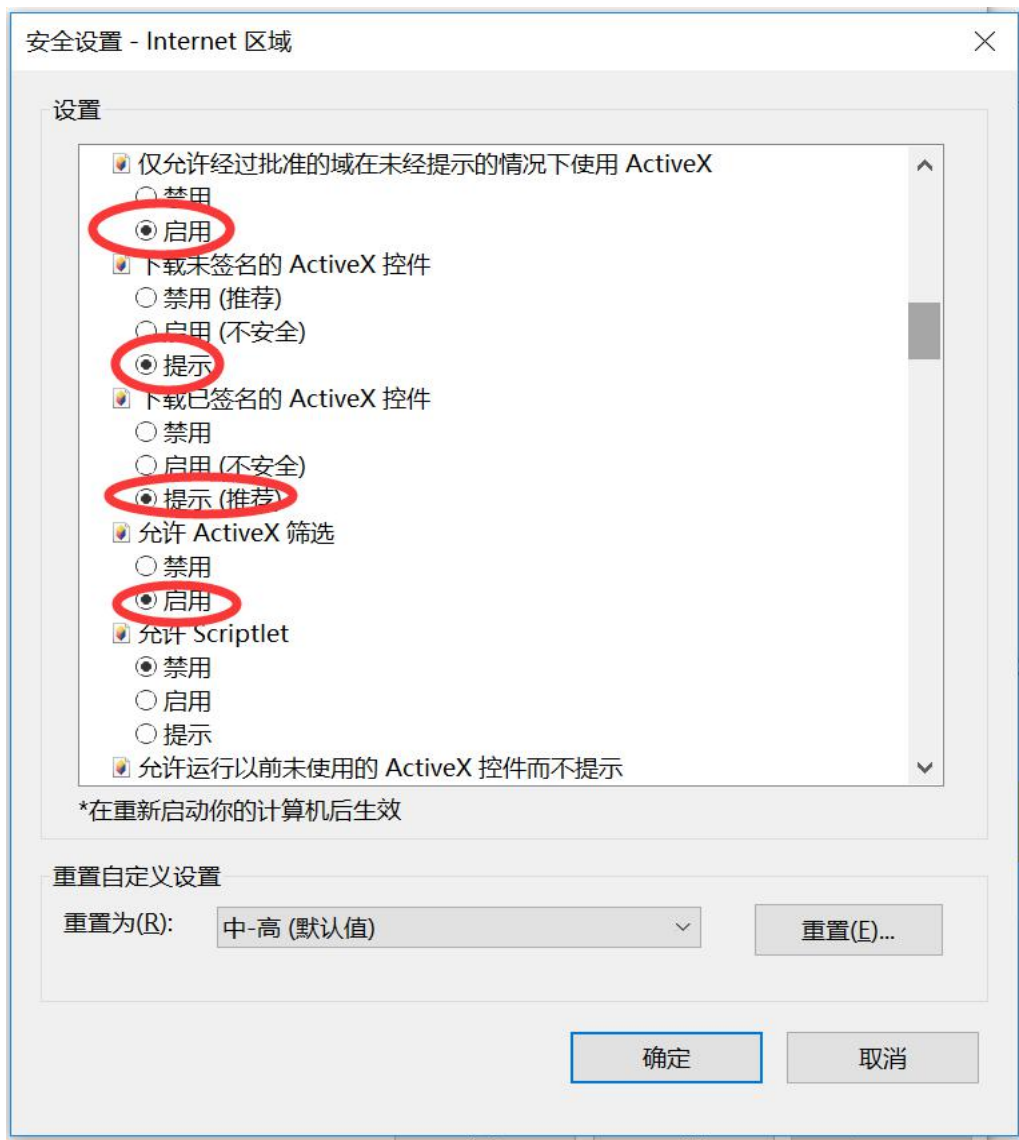 安全设置 - Internet 区域
设置
仅允许经过批准的域在未经提示的情况下使用 ActiveX
禁用
启用
下载未签名的 ActiveX 控件
禁用 (推荐)
启用 (不安全)
提示
下载已签名的 ActiveX 控件
禁用
启用 (不安全)
提示 (推荐)
允许 ActiveX 筛选
禁用
启用
允许 Scriptlet
禁用
启用
提示
允许运行以前未使用的 ActiveX 控件而不提示
*在重新启动你的计算机后生效
重置自定义设置
重置为(R): 中-高 (默认值) 重置(E)...
确定 取消